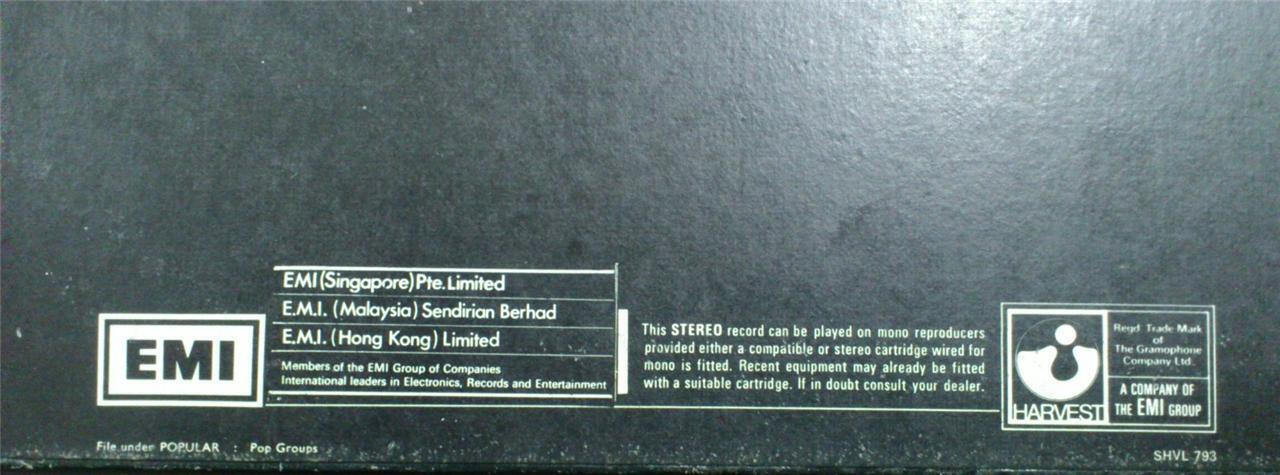 EMI
EMI (Singapore) Pte. Limited
E.M.I. (Malaysia) Sendirian Berhad
E.M.I. (Hong Kong) Limited
Members of the EMI Group of Companies
International leaders in Electronics, Records and Entertainment
This STEREO record can be played on mono reproducers
provided either a compatible or stereo cartridge wired for
mono is fitted. Recent equipment may already be fitted
with a suitable cartridge. If in doubt consult your dealer.
HARVEST
Regd. Trade Mark
of
The Gramophone
Company Ltd.
A COMPANY OF
THE EMI GROUP
File under POPULAR : Pop Groups
SHVL 793